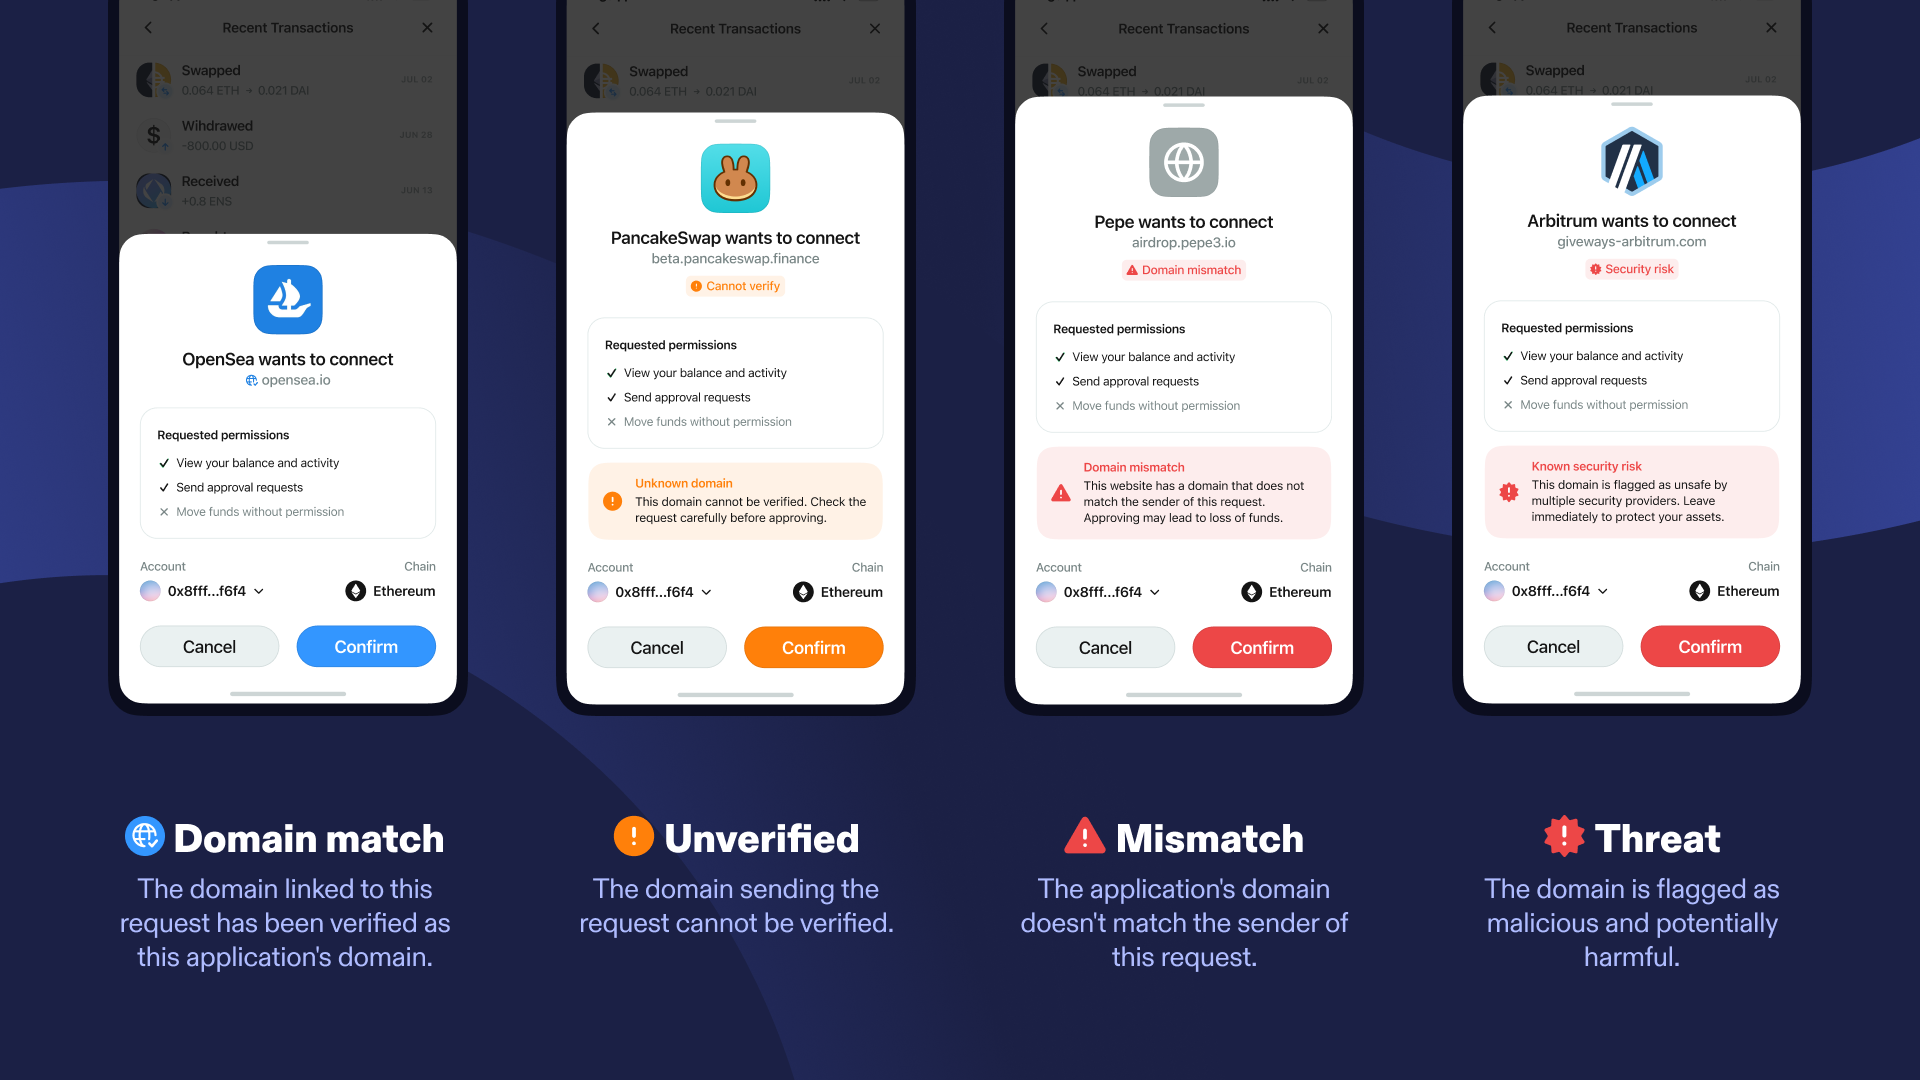 Recent Transactions
Swapped
JUL 02
0.064 ETH → 0.021 DAI
Wihdrawed
JUN 28
-800.00 USD
Received
JUN 13
+0.8 ENS
OpenSea wants to connect
opensea.io
Requested permissions
View your balance and activity
Send approval requests
Move funds without permission
Account
Chain
0x8fff...f6f4
Ethereum
Cancel
Confirm
Domain match
The domain linked to this
request has been verified as
this application's domain.
Recent Transactions
Swapped
JUL 02
0.064 ETH → 0.021 DAI
PancakeSwap wants to connect
beta.pancakeswap.finance
Cannot verify
Requested permissions
View your balance and activity
Send approval requests
Move funds without permission
Unknown domain
This domain cannot be verified. Check the
request carefully before approving.
Account
Chain
0x8fff...f6f4
Ethereum
Cancel
Confirm
Unverified
The domain sending the
request cannot be verified.
Recent Transactions
Swapped
JUL 02
0.064 ETH → 0.021 DAI
Pepe wants to connect
airdrop.pepe3.io
Domain mismatch
Requested permissions
View your balance and activity
Send approval requests
Move funds without permission
Domain mismatch
This website has a domain that does not
match the sender of this request.
Approving may lead to loss of funds.
Account
Chain
0x8fff...f6f4
Ethereum
Cancel
Confirm
Mismatch
The application's domain
doesn't match the sender of
this request.
Recent Transactions
Swapped
JUL 02
0.064 ETH → 0.021 DAI
Arbitrum wants to connect
giveways-arbitrum.com
Security risk
Requested permissions
View your balance and activity
Send approval requests
Move funds without permission
Known security risk
This domain is flagged as unsafe by
multiple security providers. Leave
immediately to protect your assets.
Account
Chain
0x8fff...f6f4
Ethereum
Cancel
Confirm
Threat
The domain is flagged as
malicious and potentially
harmful.